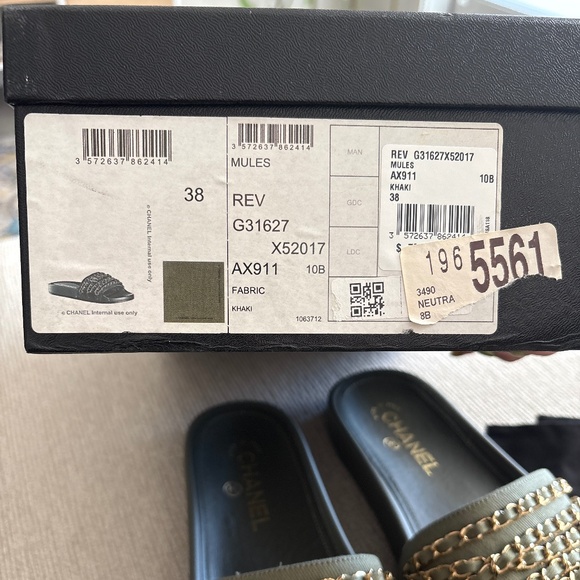 3 572637 862414
38
© CHANEL Internal use only
© CHANEL Internal use only
3 572637 862414
MULES
REV
G31627
X52017
AX911 10B
FABRIC
KHAKI
1063712
MAN
GDC
LDC
REV G31627X52017
MULES
AX911 10B
KHAKI
38
3 572637 862414
196 5561
3490
NEUTRA
8B
CHANEL
CHANEL